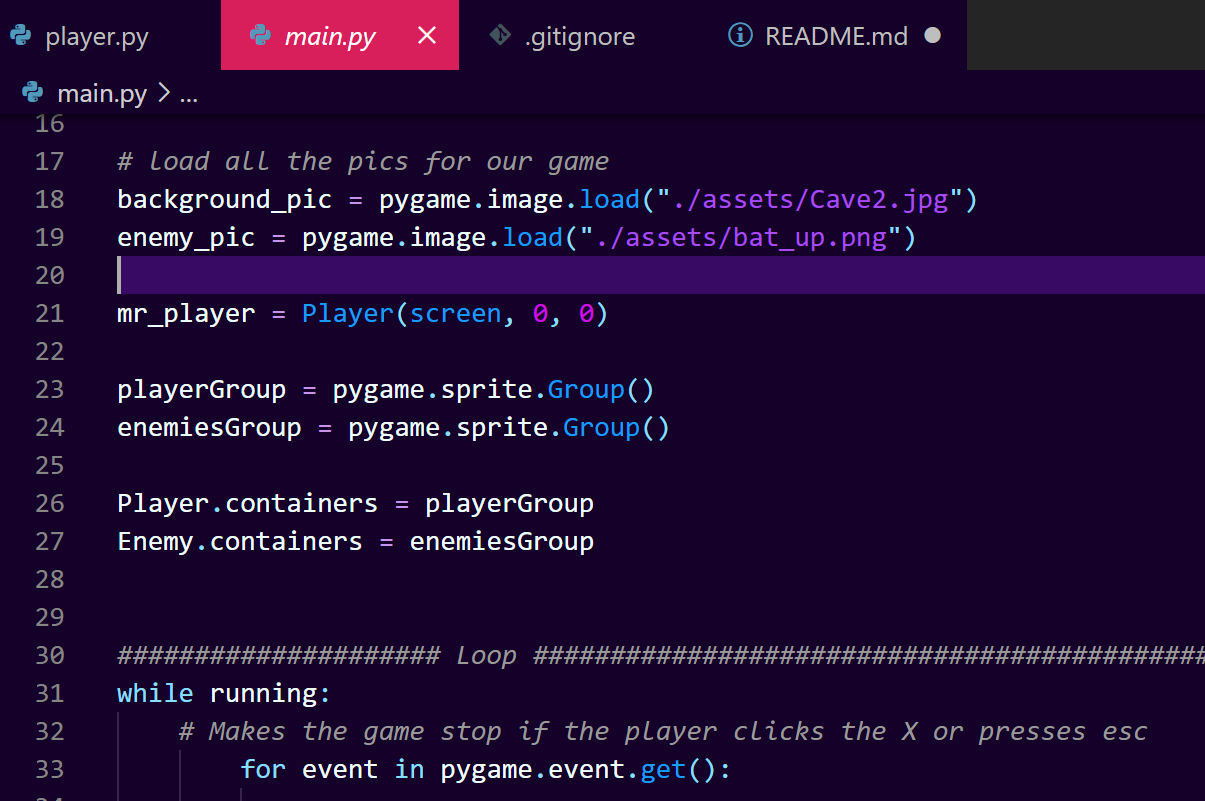 player.py main.py .gitignore README.md
main.py > ...
16
17 # load all the pics for our game
18 background_pic = pygame.image.load("./assets/Cave2.jpg")
19 enemy_pic = pygame.image.load("./assets/bat_up.png")
20
21 mr_player = Player(screen, 0, 0)
22
23 playerGroup = pygame.sprite.Group()
24 enemiesGroup = pygame.sprite.Group()
25
26 Player.containers = playerGroup
27 Enemy.containers = enemiesGroup
28
29
30 ##################### Loop ############################################
31 while running:
32 # Makes the game stop if the player clicks the X or presses esc
33 for event in pygame.event.get():